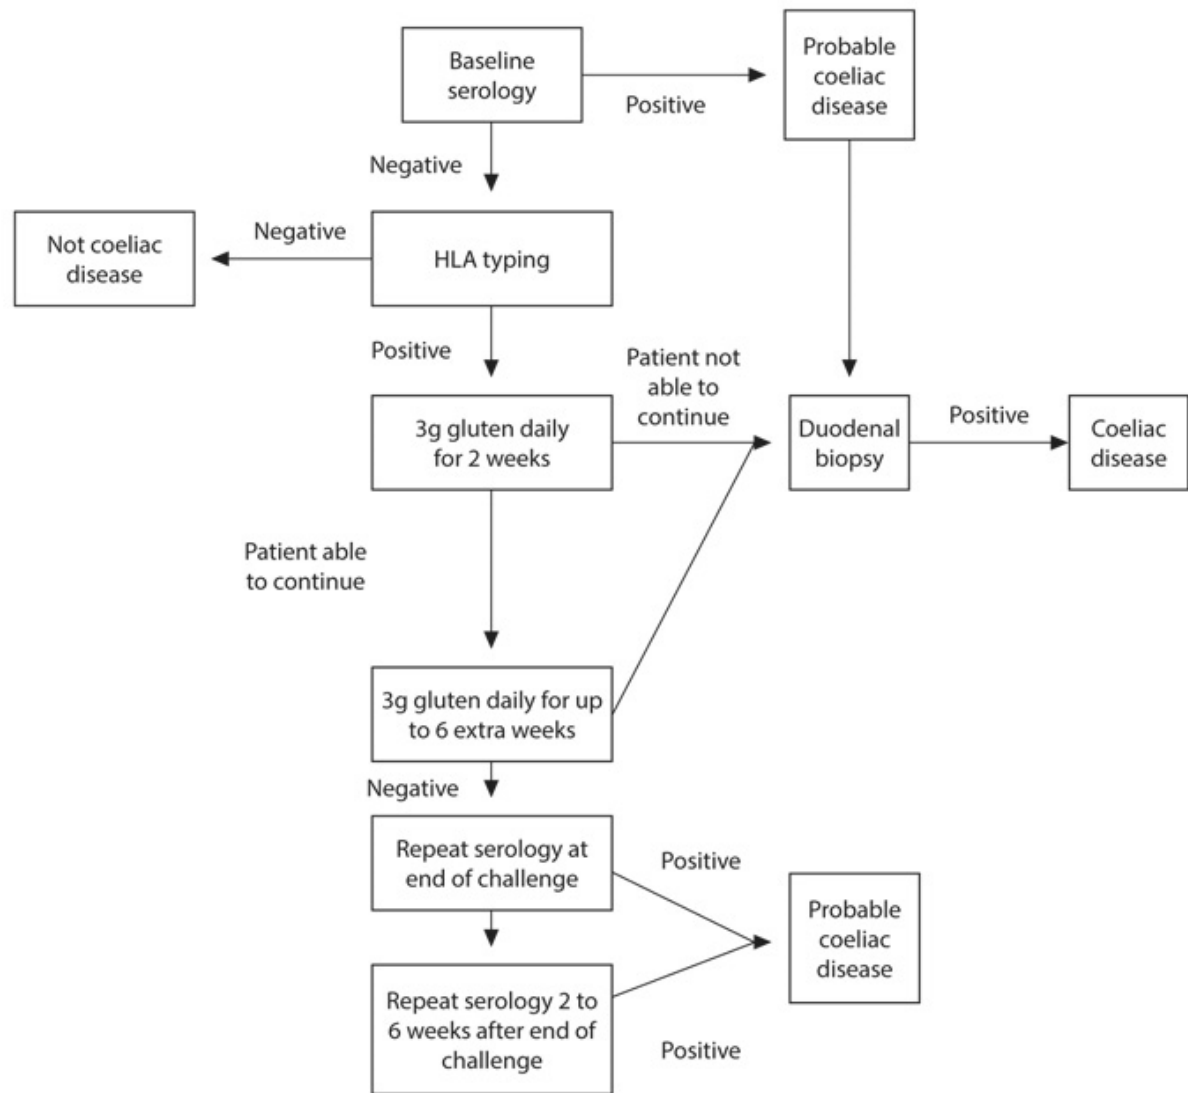 Baseline
serology
Positive
Probable
coeliac
disease
Negative
Not coeliac
disease
Negative
HLA typing
Positive
3g gluten daily
for 2 weeks
Patient not
able to
continue
Duodenal
biopsy
Positive
Coeliac
disease
Patient able
to continue
3g gluten daily for up
to 6 extra weeks
Negative
Repeat serology at
end of challenge
Positive
Probable
coeliac
disease
Repeat serology 2 to
6 weeks after end of
challenge
Positive